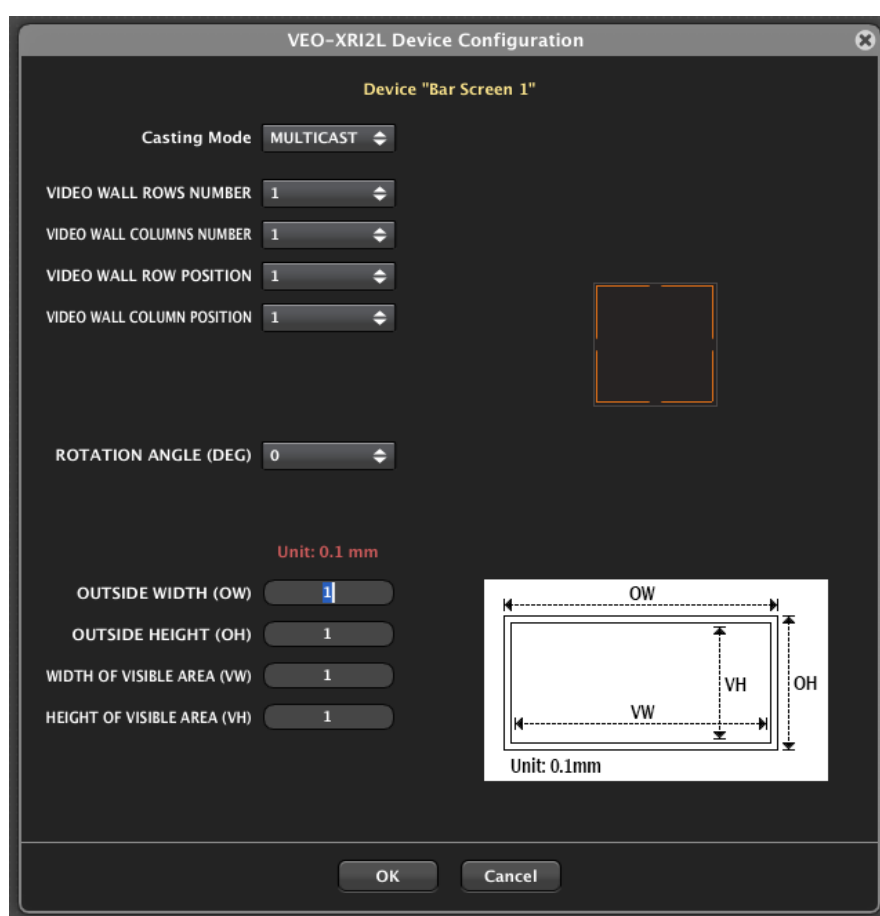 VEO-XRI2L Device Configuration
Device "Bar Screen 1"
Casting Mode MULTICAST
VIDEO WALL ROWS NUMBER 1
VIDEO WALL COLUMNS NUMBER 1
VIDEO WALL ROW POSITION 1
VIDEO WALL COLUMN POSITION 1
ROTATION ANGLE (DEG) 0
Unit: 0.1 mm
OUTSIDE WIDTH (OW) 1
OUTSIDE HEIGHT (OH) 1
WIDTH OF VISIBLE AREA (VW) 1
HEIGHT OF VISIBLE AREA (VH) 1
OW
VH
OH
VW
Unit: 0.1mm
OK Cancel